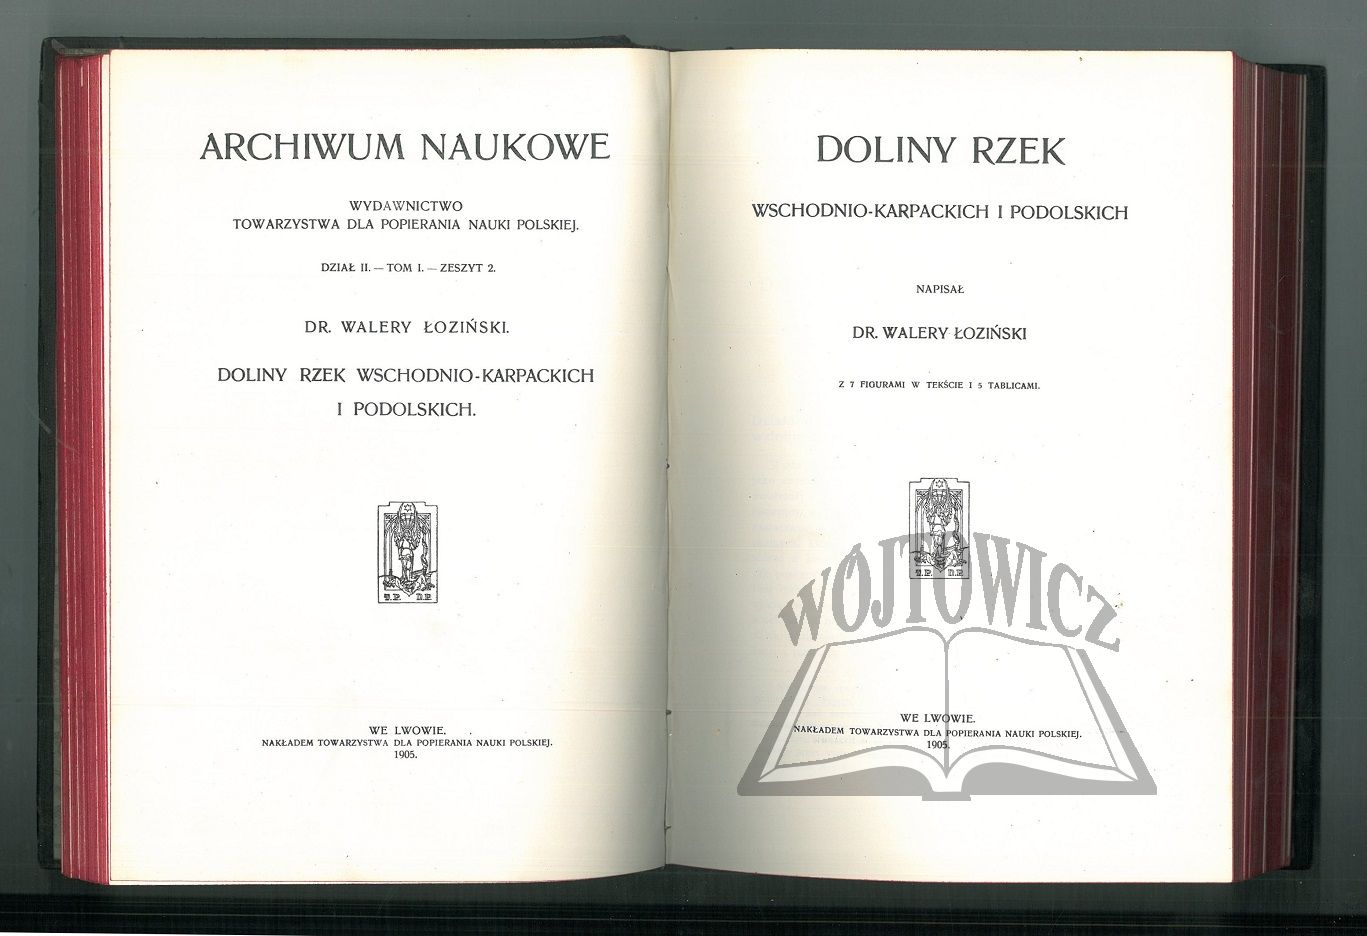 ARCHIWUM NAUKOWE
WYDAWNICTWO
TOWARZYSTWA DLA POPIERANIA NAUKI POLSKIEJ.
DZIAŁ II. — TOM I. — ZESZYT 2.
DR. WALERY ŁOZIŃSKI.
DOLINY RZEK WSCHODNIO-KARPACKICH
I PODOLSKICH.
T. P. N. P.
WE LWOWIE.
NAKŁADEM TOWARZYSTWA DLA POPIERANIA NAUKI POLSKIEJ.
1905.
DOLINY RZEK
WSCHODNIO-KARPACKICH I PODOLSKICH
NAPISAŁ
DR. WALERY ŁOZIŃSKI
Z 7 FIGURAMI W TEKŚCIE I 5 TABLICAMI.
T. P. N. P.
WÓJTOWICZ
WE LWOWIE.
NAKŁADEM TOWARZYSTWA DLA POPIERANIA NAUKI POLSKIEJ.
1905.